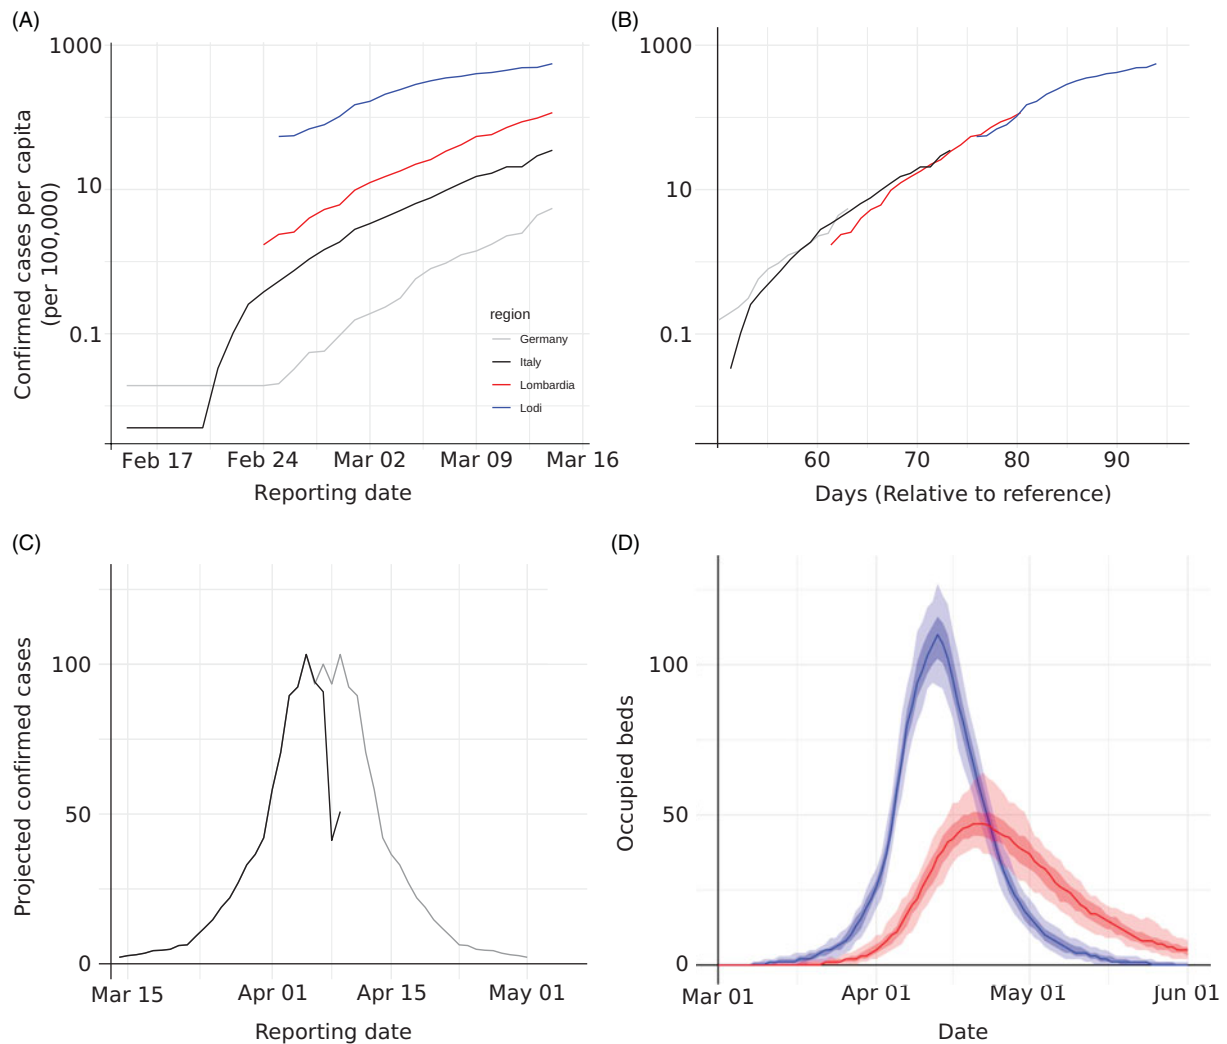 (A)
Confirmed cases per capita
(per 100,000)
1000
10
0.1
region
Germany
Italy
Lombardia
Lodi
Feb 17 Feb 24 Mar 02 Mar 09 Mar 16
Reporting date
(B)
1000
10
0.1
60 70 80 90
Days (Relative to reference)
(C)
Projected confirmed cases
100
50
0
Mar 15 Apr 01 Apr 15 May 01
Reporting date
(D)
Occupied beds
100
50
0
Mar 01 Apr 01 May 01 Jun 01
Date